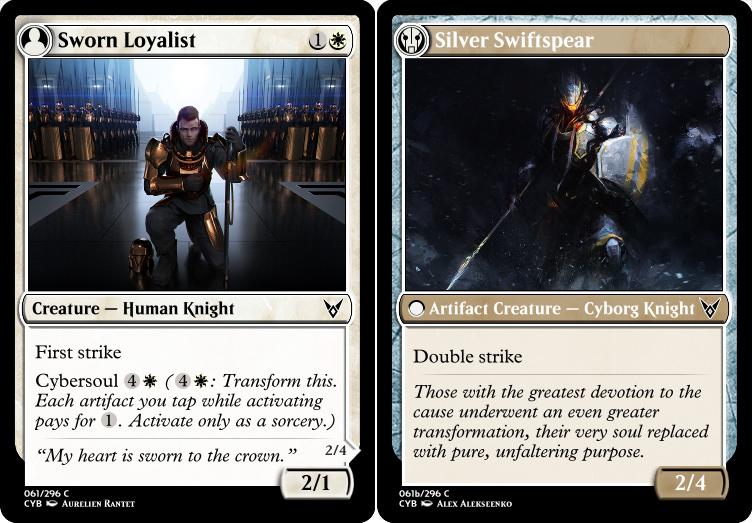 Sworn Loyalist 1
Creature — Human Knight
First strike
Cybersoul 4 ( 4 : Transform this.
Each artifact you tap while activating
pays for 1. Activate only as a sorcery.)
“My heart is sworn to the crown.” 2/4
2/1
061/296 C
CYB Aurelien Rantet
Silver Swiftspear
Artifact Creature — Cyborg Knight
Double strike
Those with the greatest devotion to the
cause underwent an even greater
transformation, their very soul replaced
with pure, unfaltering purpose.
2/4
061b/296 C
CYB Alex Alekseenko